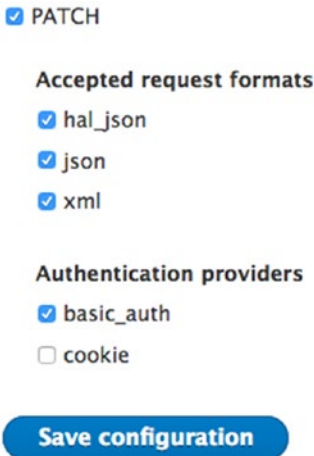 PATCH
Accepted request formats
hal_json
json
xml
Authentication providers
basic_auth
cookie
Save configuration